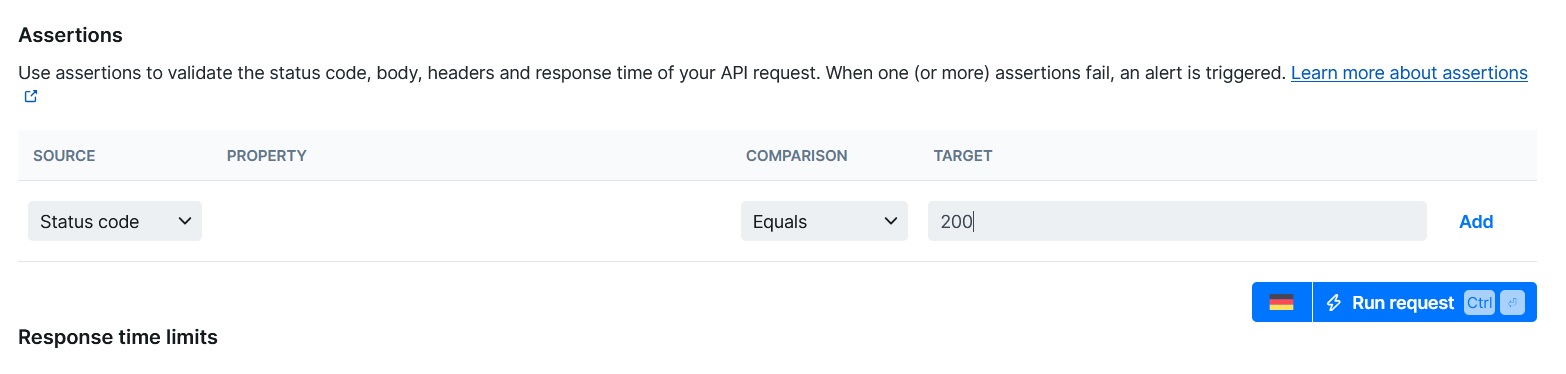 Assertions
Use assertions to validate the status code, body, headers and response time of your API request. When one (or more) assertions fail, an alert is triggered. Learn more about assertions
SOURCE PROPERTY COMPARISON TARGET
Status code Equals 200 Add
Run request Ctrl ⏎
Response time limits